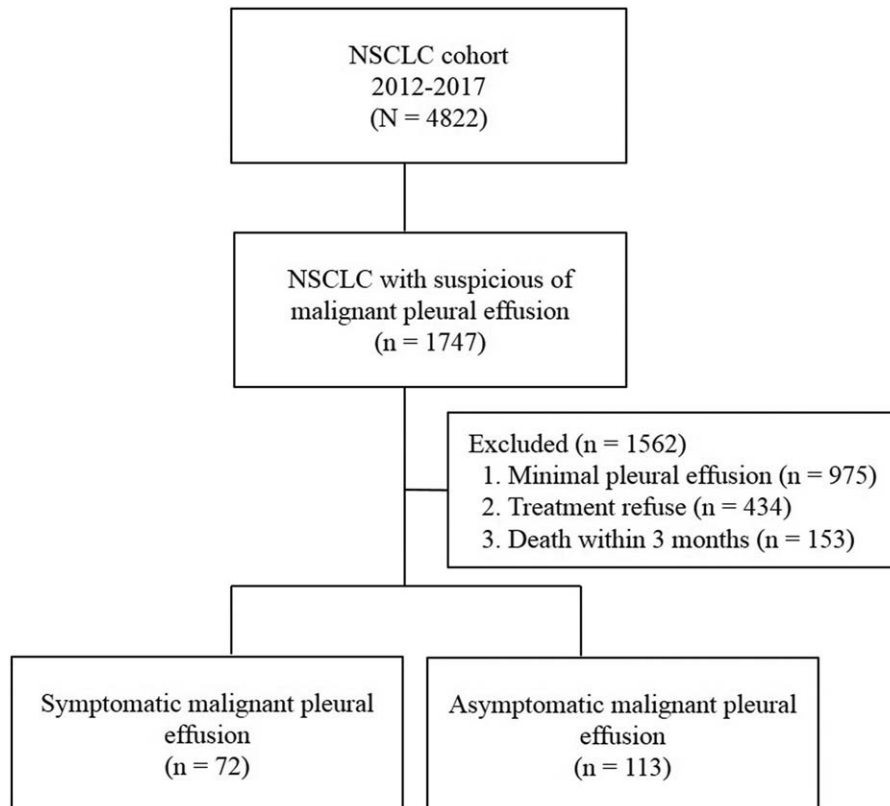 NSCLC cohort
2012-2017
(N = 4822)
NSCLC with suspicious of
malignant pleural effusion
(n = 1747)
Excluded (n = 1562)
1. Minimal pleural effusion (n = 975)
2. Treatment refuse (n = 434)
3. Death within 3 months (n = 153)
Symptomatic malignant pleural
effusion
(n = 72)
Asymptomatic malignant pleural
effusion
(n = 113)